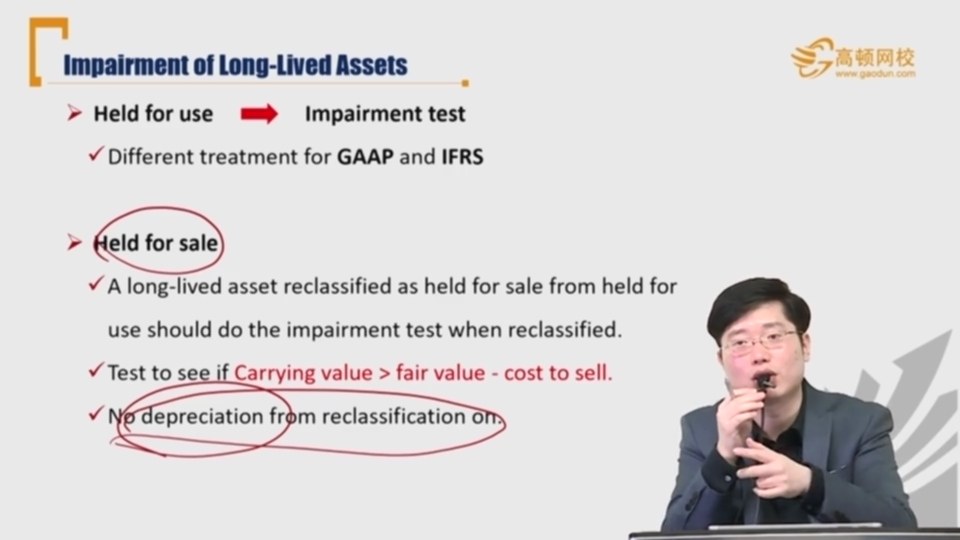 Impairment of Long-Lived Assets
高顿网校
www.gaodun.com
Held for use Impairment test
Different treatment for GAAP and IFRS
Held for sale
A long-lived asset reclassified as held for sale from held for
use should do the impairment test when reclassified.
Test to see if Carrying value > fair value - cost to sell.
No depreciation from reclassification on.